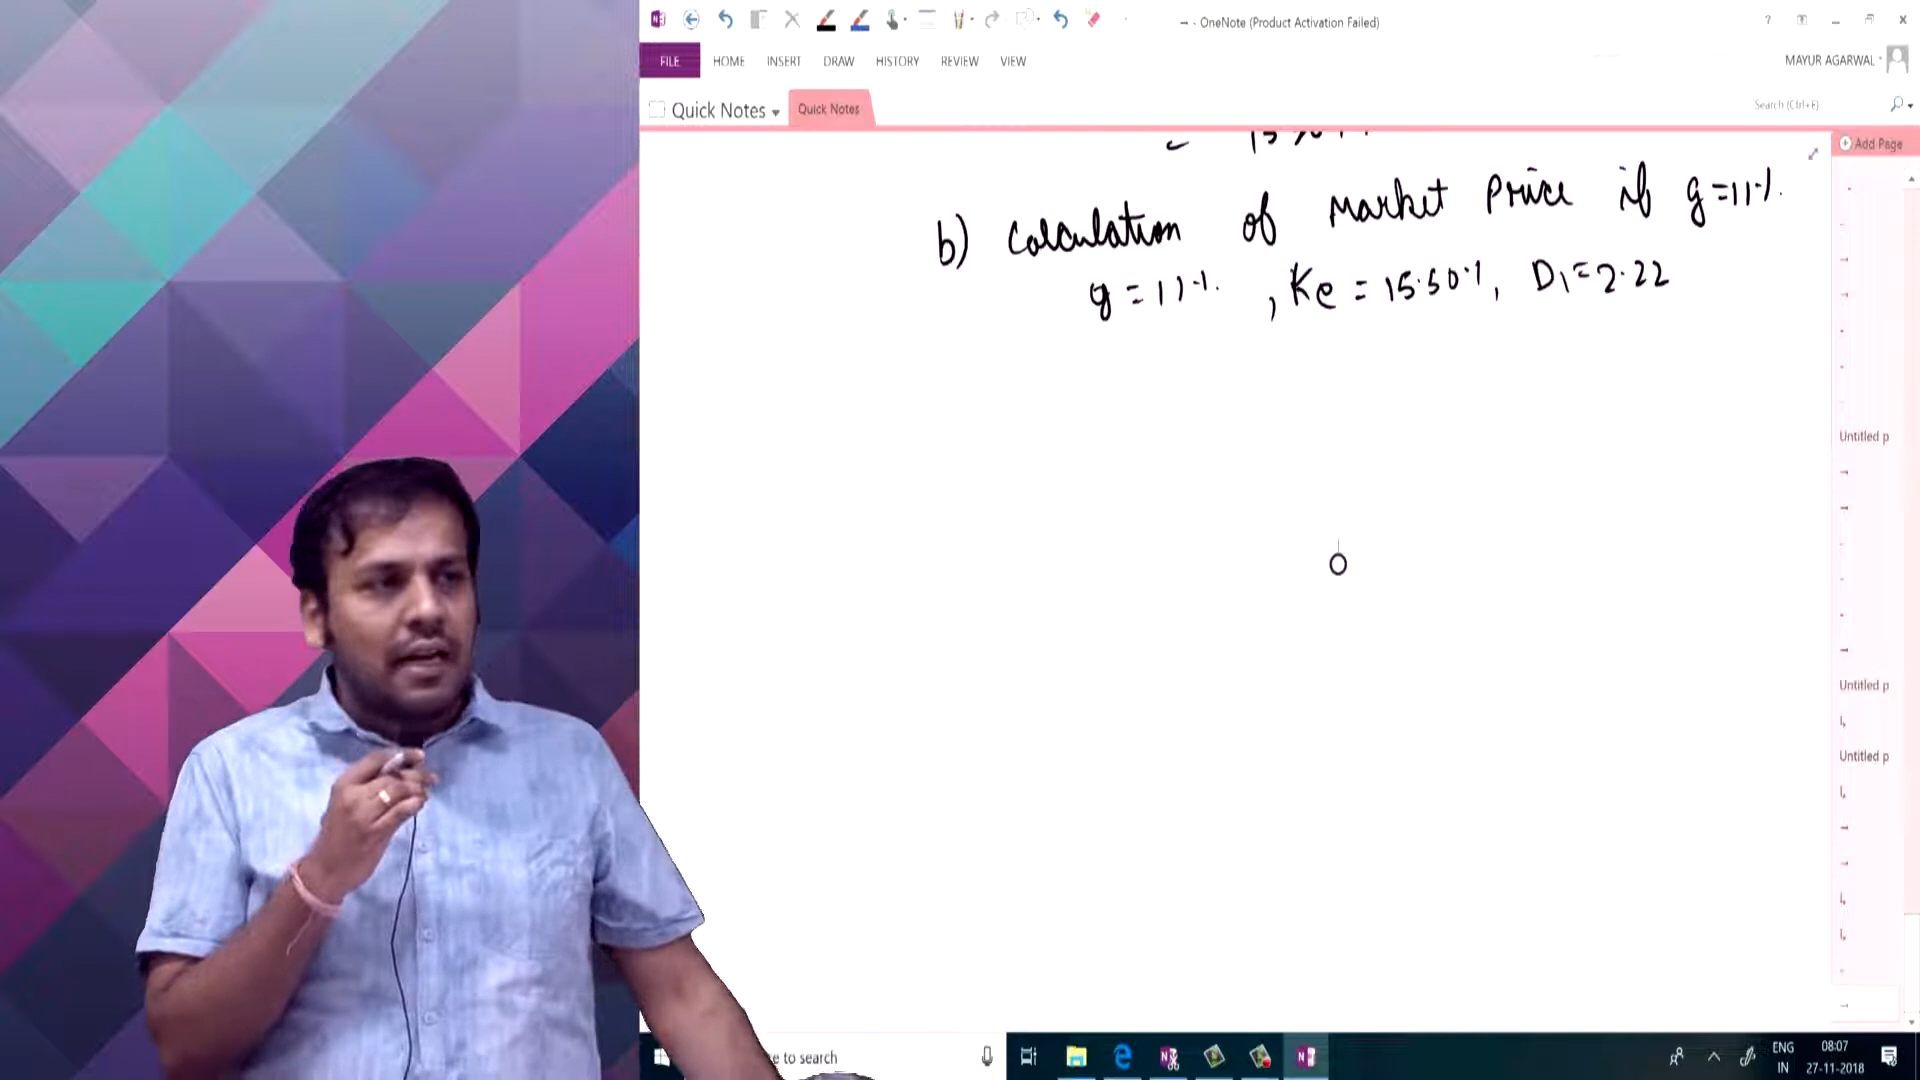 - OneNote (Product Activation Failed)
FILE HOME INSERT DRAW HISTORY REVIEW VIEW
MAYUR AGARWAL
Quick Notes
Quick Notes
Search (Ctrl+E)
Add Page
b) Calculation of Market Price if g=11%.
g = 11%. , Ke = 15.50%, D1=2.22
Untitled p
Untitled p
Untitled p
e to search
ENG
IN
08:07
27-11-2018